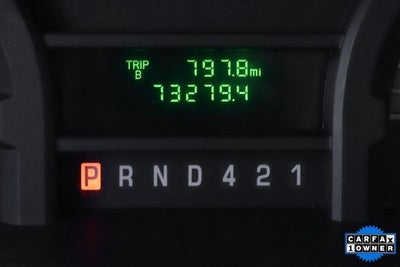 TRIP B 797.8 mi
73279.4
P R N D 4 2 1
CARFAX
1 OWNER